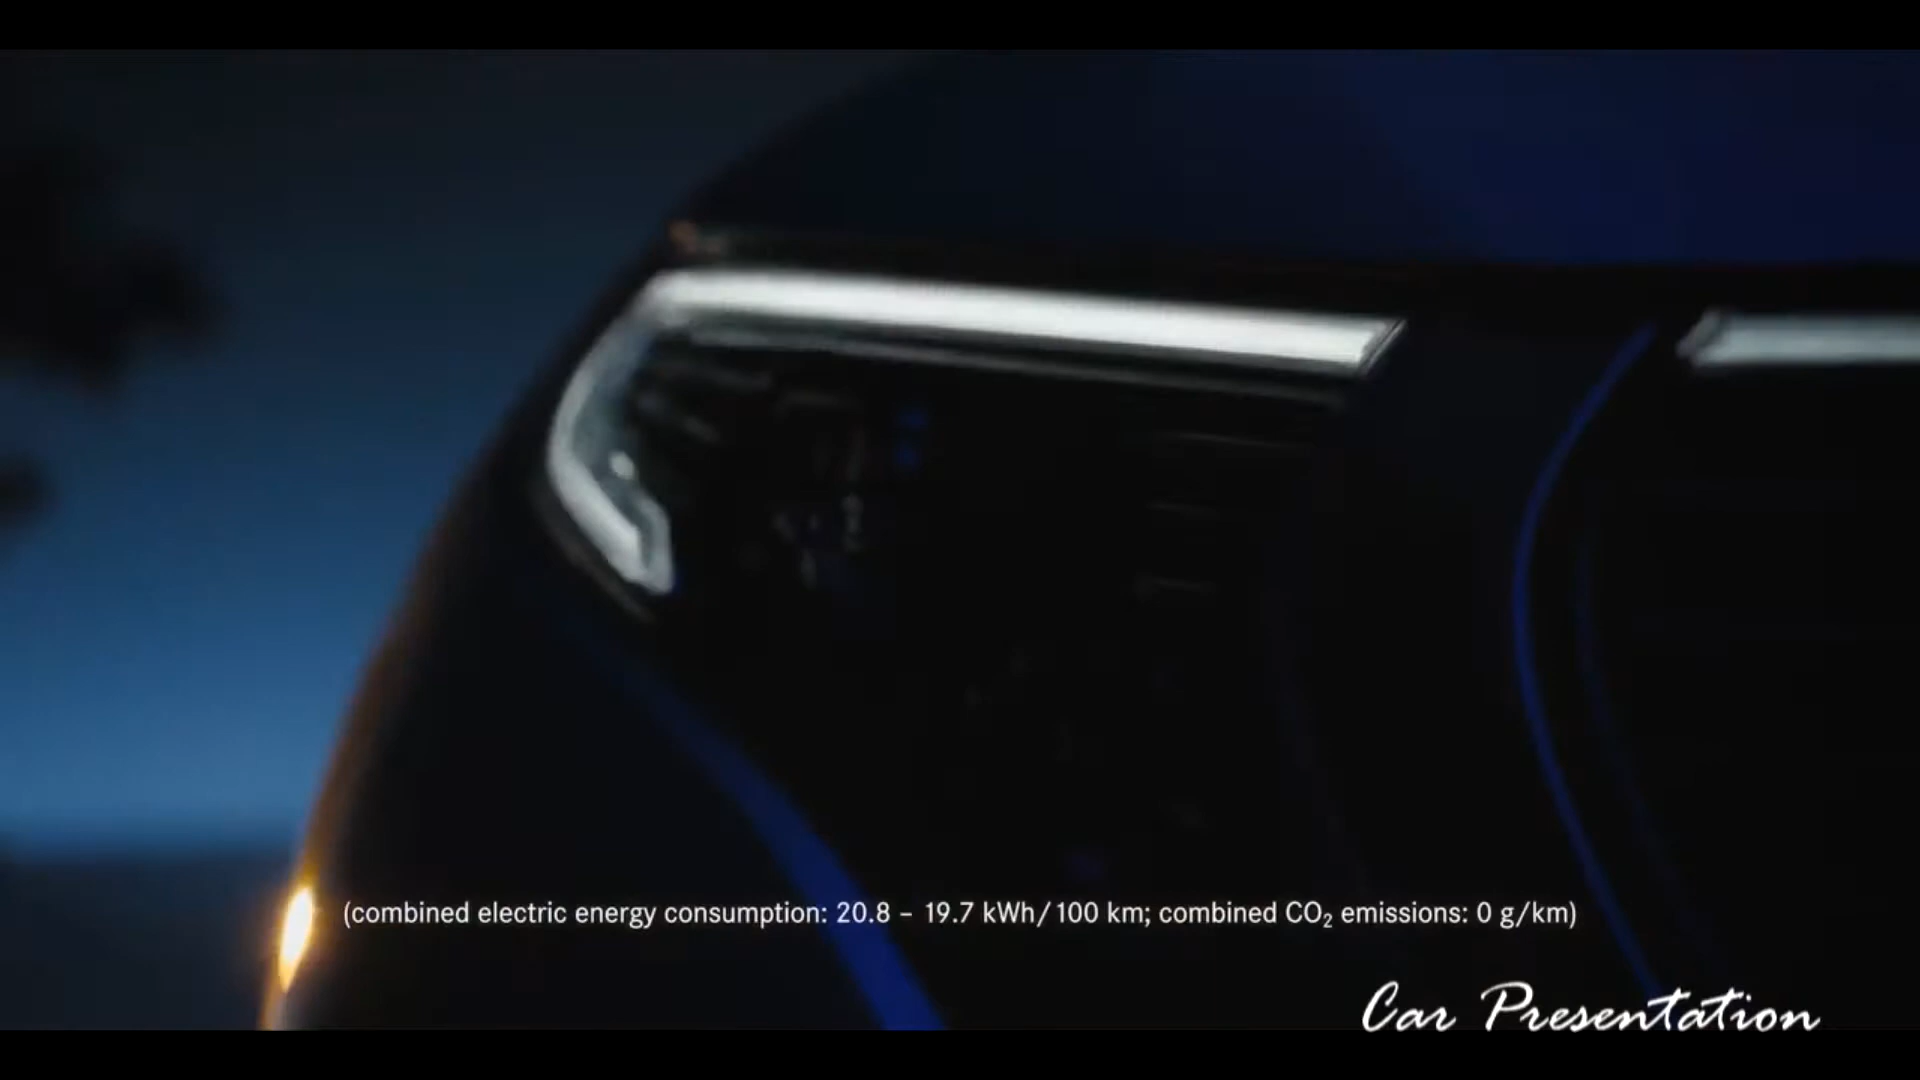 (combined electric energy consumption: 20.8 – 19.7 kWh/100 km; combined CO₂ emissions: 0 g/km)
Car Presentation